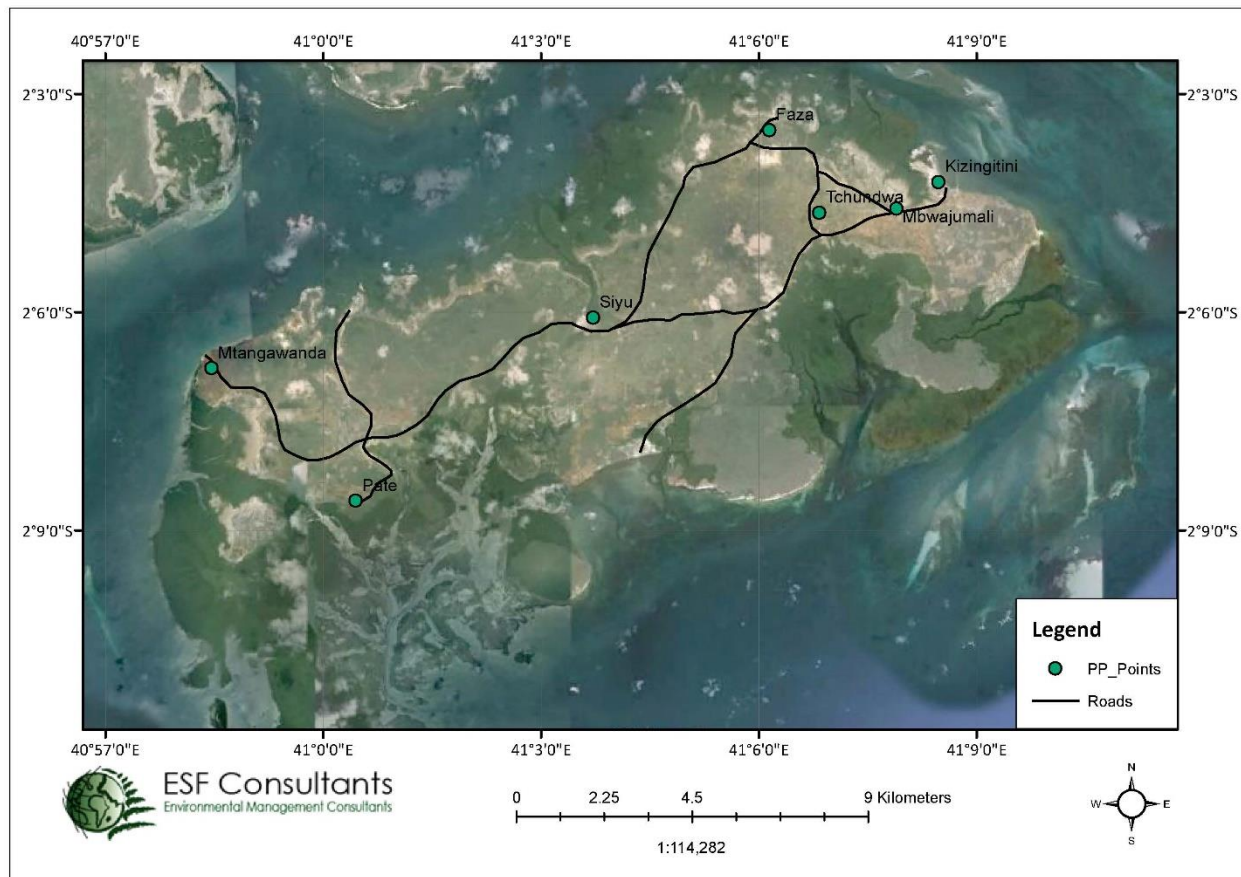 40°57'0"E 41°0'0"E 41°3'0"E 41°6'0"E 41°9'0"E
2°3'0"S 2°3'0"S
Faza
Kizingitini
Tchundwa
Mbwajumali
Siyu
2°6'0"S 2°6'0"S
Mtangawanda
Pate
2°9'0"S 2°9'0"S
Legend
PP_Points
Roads
40°57'0"E 41°0'0"E 41°3'0"E 41°6'0"E 41°9'0"E
ESF Consultants
Environmental Management Consultants
0 2.25 4.5 9 Kilometers
1:114,282
N
W E
S